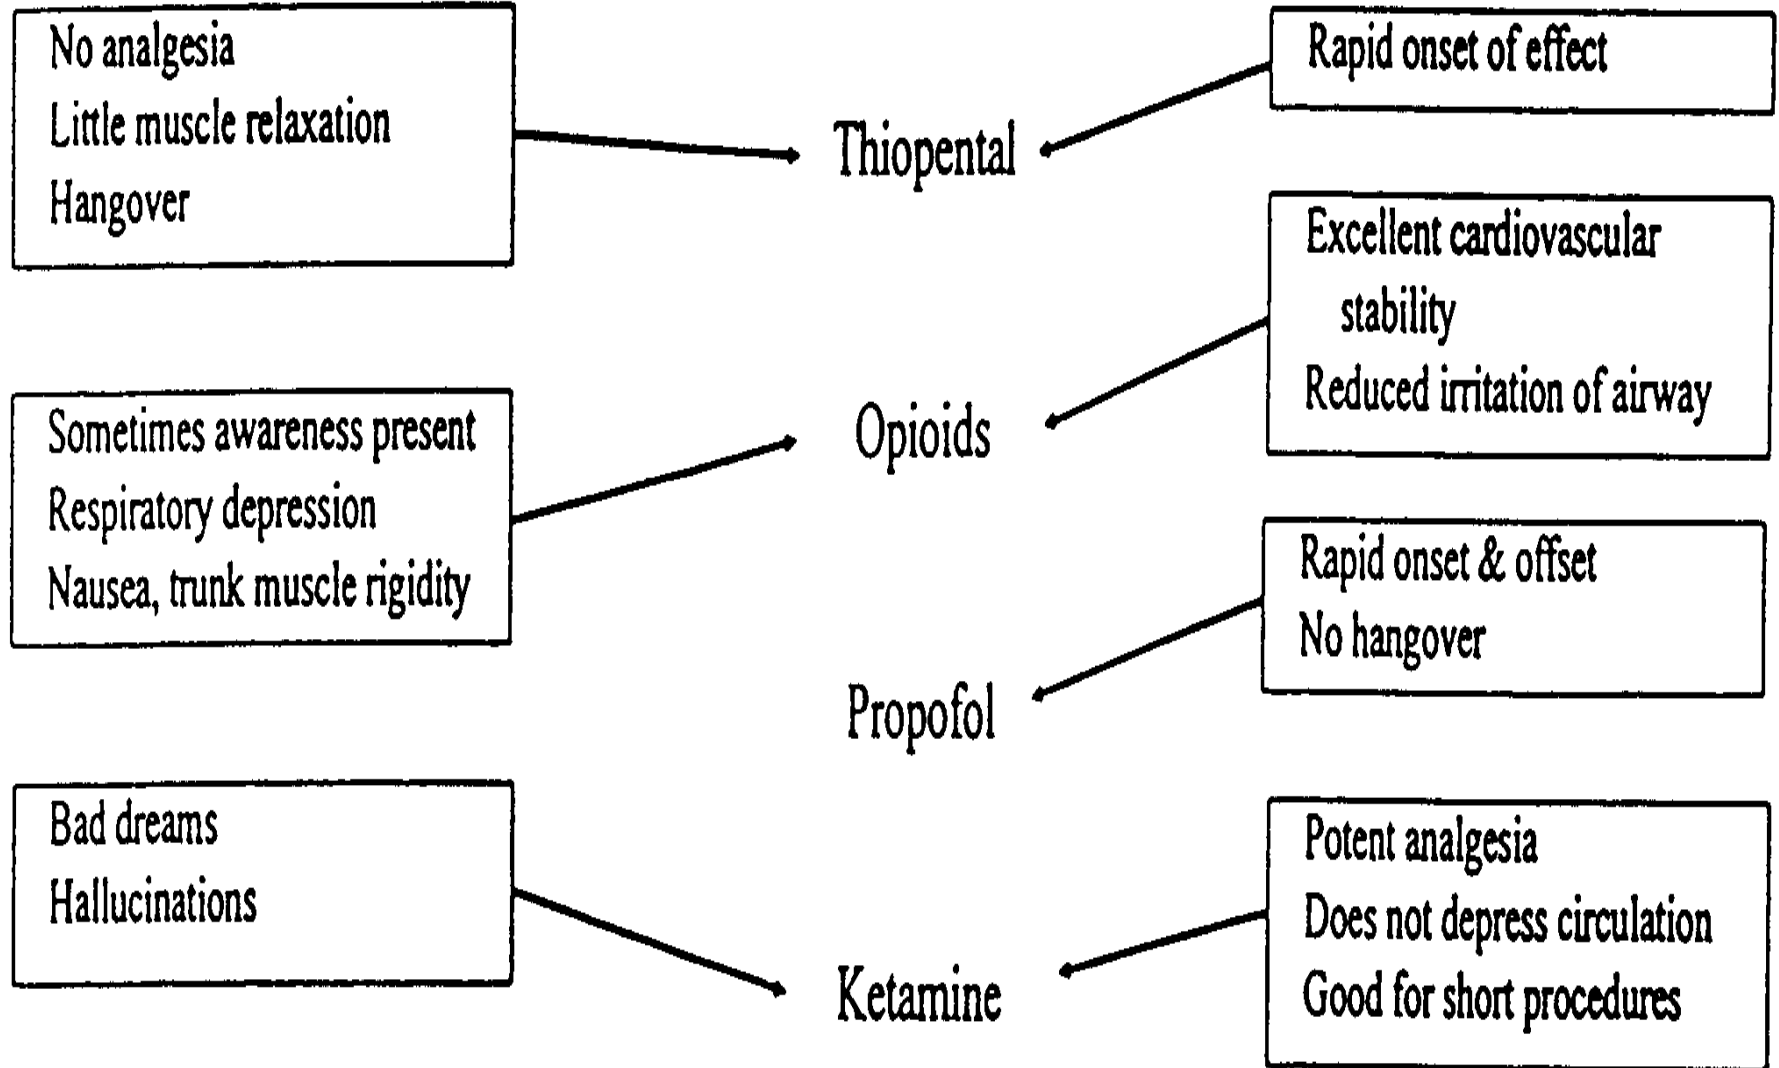 No analgesia
Little muscle relaxation
Hangover
Rapid onset of effect
Thiopental
Excellent cardiovascular
stability
Reduced irritation of airway
Sometimes awareness present
Respiratory depression
Nausea, trunk muscle rigidity
Opioids
Rapid onset & offset
No hangover
Propofol
Bad dreams
Hallucinations
Potent analgesia
Does not depress circulation
Good for short procedures
Ketamine